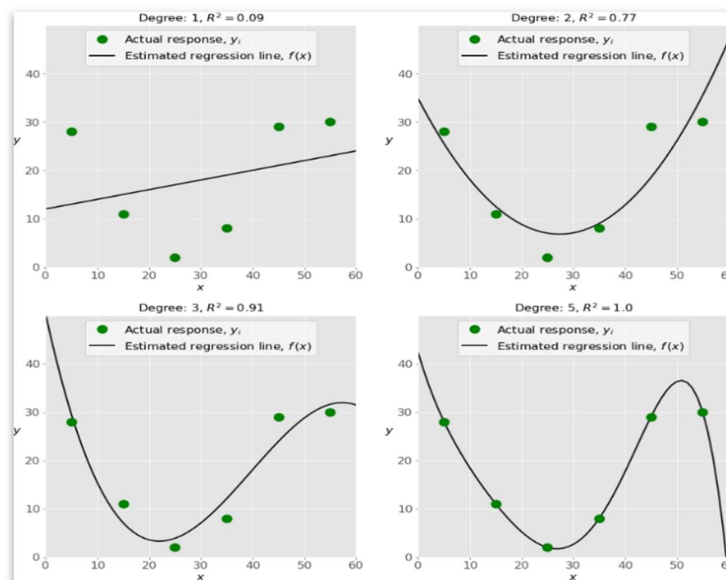 Degree: 1, R² = 0.09
Actual response, yᵢ
Estimated regression line, f(x)
y
40
30
20
10
0
0 10 20 30 40 50 60
x
Degree: 2, R² = 0.77
Actual response, yᵢ
Estimated regression line, f(x)
y
40
30
20
10
0
0 10 20 30 40 50 60
x
Degree: 3, R² = 0.91
Actual response, yᵢ
Estimated regression line, f(x)
y
40
30
20
10
0
0 10 20 30 40 50 60
x
Degree: 5, R² = 1.0
Actual response, yᵢ
Estimated regression line, f(x)
y
40
30
20
10
0
0 10 20 30 40 50 60
x